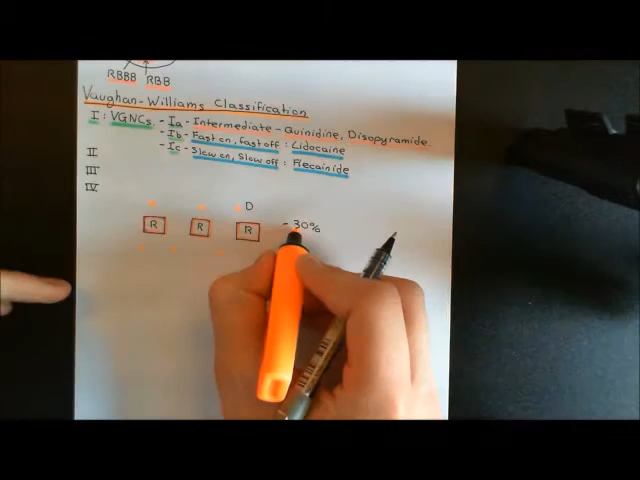 RBBB RBB
Vaughan-Williams Classification
I : VGNCs - Ia - Intermediate - Quinidine, Disopyramide.
- Ib - Fast on, fast off : Lidocaine
- Ic - Slow on, Slow off : Flecainide
II
III
IV
D
R R R - 30%